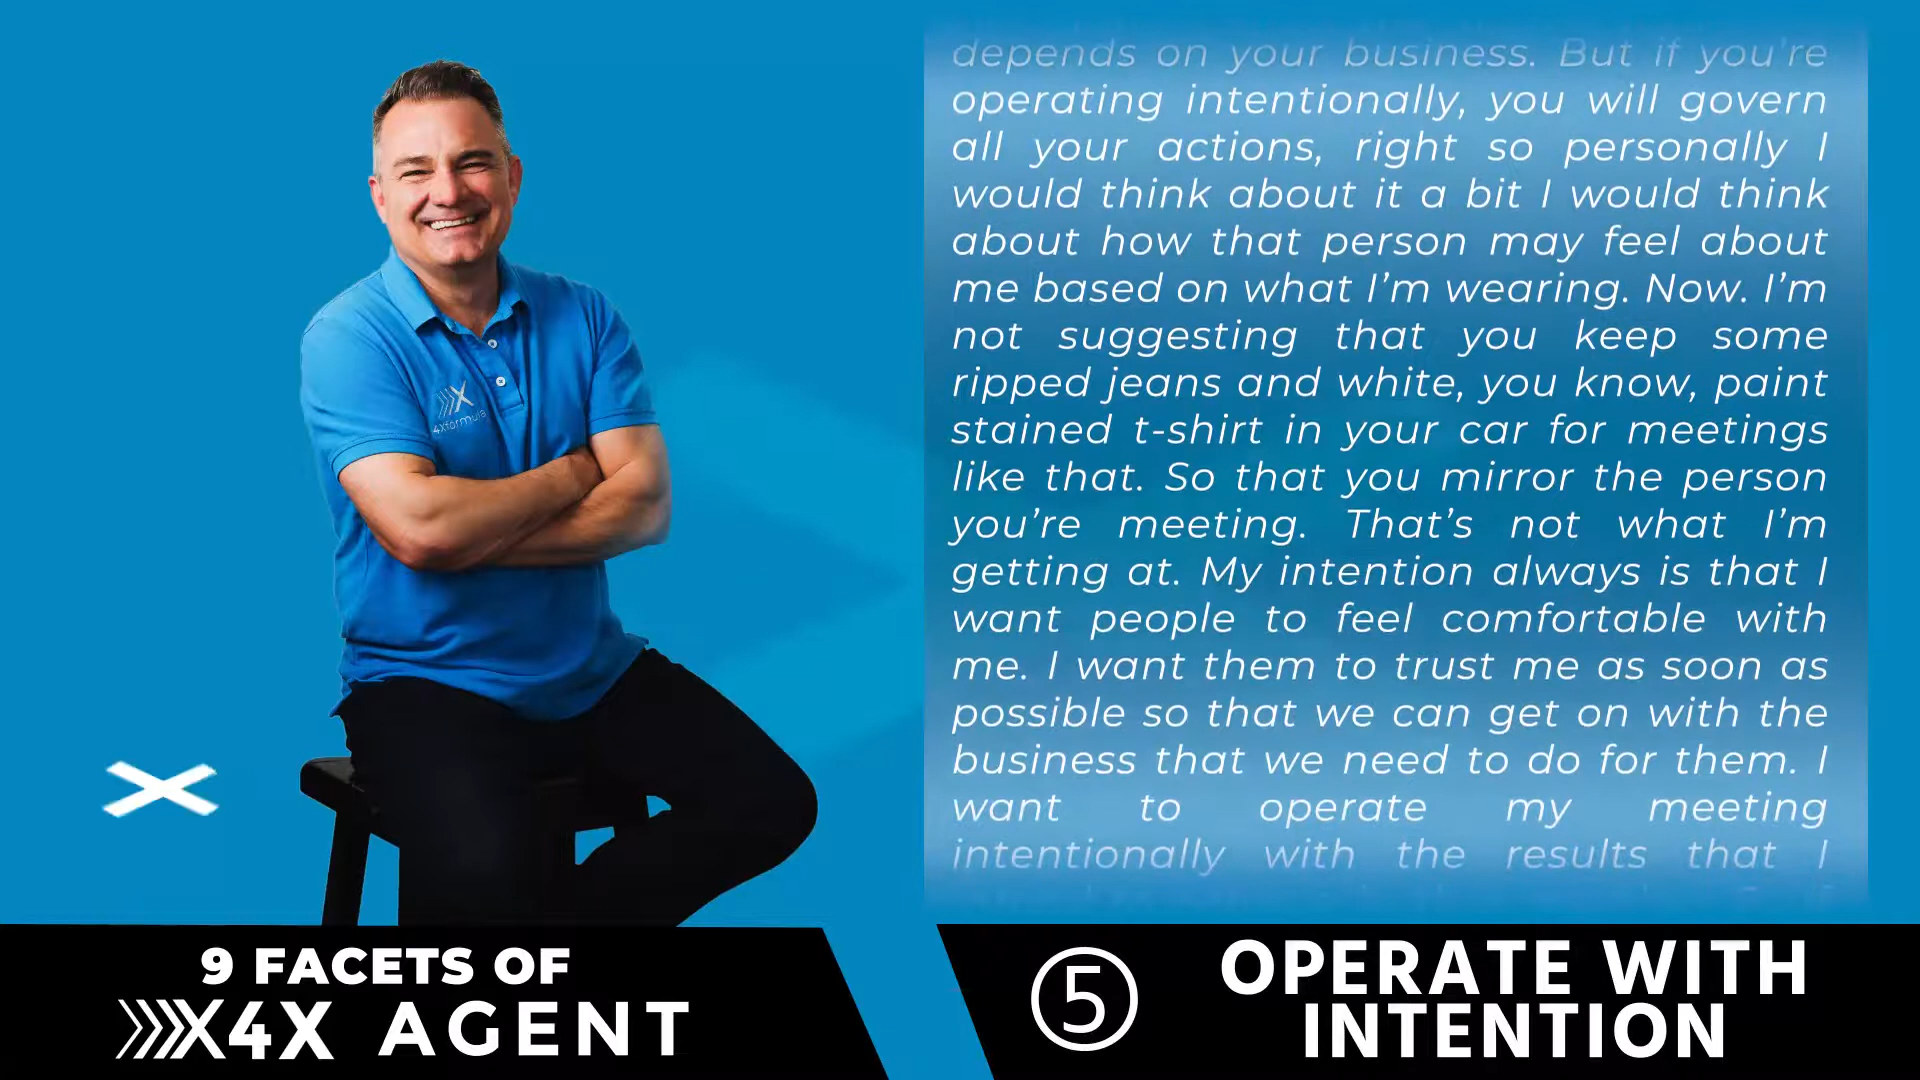 depends on your business. But if you're
operating intentionally, you will govern
all your actions, right so personally I
would think about it a bit I would think
about how that person may feel about
me based on what I’m wearing. Now. I’m
not suggesting that you keep some
ripped jeans and white, you know, paint
stained t-shirt in your car for meetings
like that. So that you mirror the person
you’re meeting. That’s not what I’m
getting at. My intention always is that I
want people to feel comfortable with
me. I want them to trust me as soon as
possible so that we can get on with the
business that we need to do for them. I
want to operate my meeting
intentionally with the results that I
X
4xformula
9 FACETS OF
X4X AGENT
5
OPERATE WITH
INTENTION